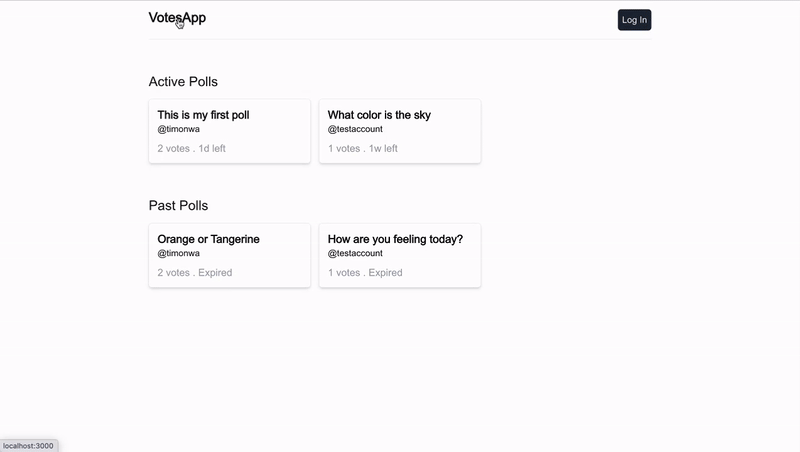 VotesApp
Log In
Active Polls
This is my first poll
@timonwa
2 votes . 1d left
What color is the sky
@testaccount
1 votes . 1w left
Past Polls
Orange or Tangerine
@timonwa
2 votes . Expired
How are you feeling today?
@testaccount
1 votes . Expired
localhost:3000